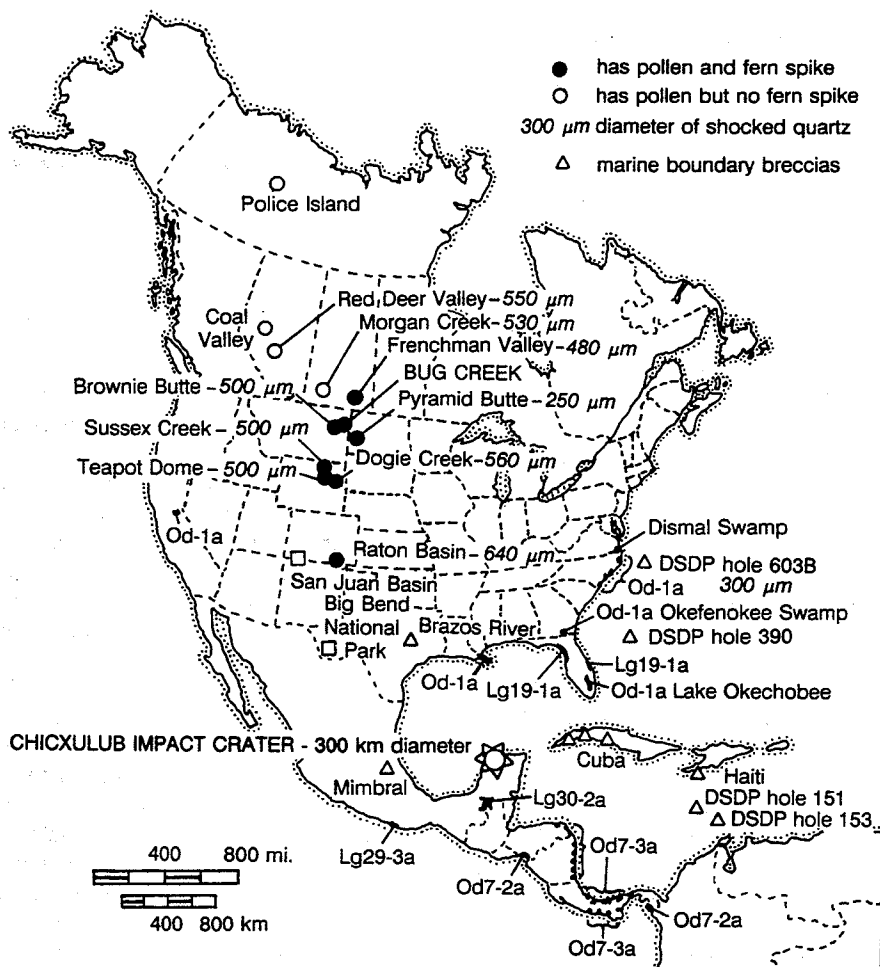 has pollen and fern spike
has pollen but no fern spike
300 µm diameter of shocked quartz
marine boundary breccias
Police Island
Red Deer Valley – 550 µm
Coal
Valley
Morgan Creek – 530 µm
Frenchman Valley – 480 µm
BUG CREEK
Brownie Butte – 500 µm
Pyramid Butte – 250 µm
Sussex Creek – 500 µm
Dogie Creek – 560 µm
Teapot Dome – 500 µm
Od-1a
Dismal Swamp
Raton Basin – 640 µm
DSDP hole 603B
San Juan Basin
Od-1a 300 µm
Big Bend
National
Park
Brazos River
Od-1a Okefenokee Swamp
DSDP hole 390
Od-1a
Lg19-1a
Lg19-1a
Od-1a Lake Okechobee
CHICXULUB IMPACT CRATER - 300 km diameter
Cuba
Mimbral
Haiti
Lg30-2a
DSDP hole 151
DSDP hole 153
Lg29-3a
Od7-3a
400 800 mi.
Od7-2a
400 800 km
Od7-2a
Od7-3a